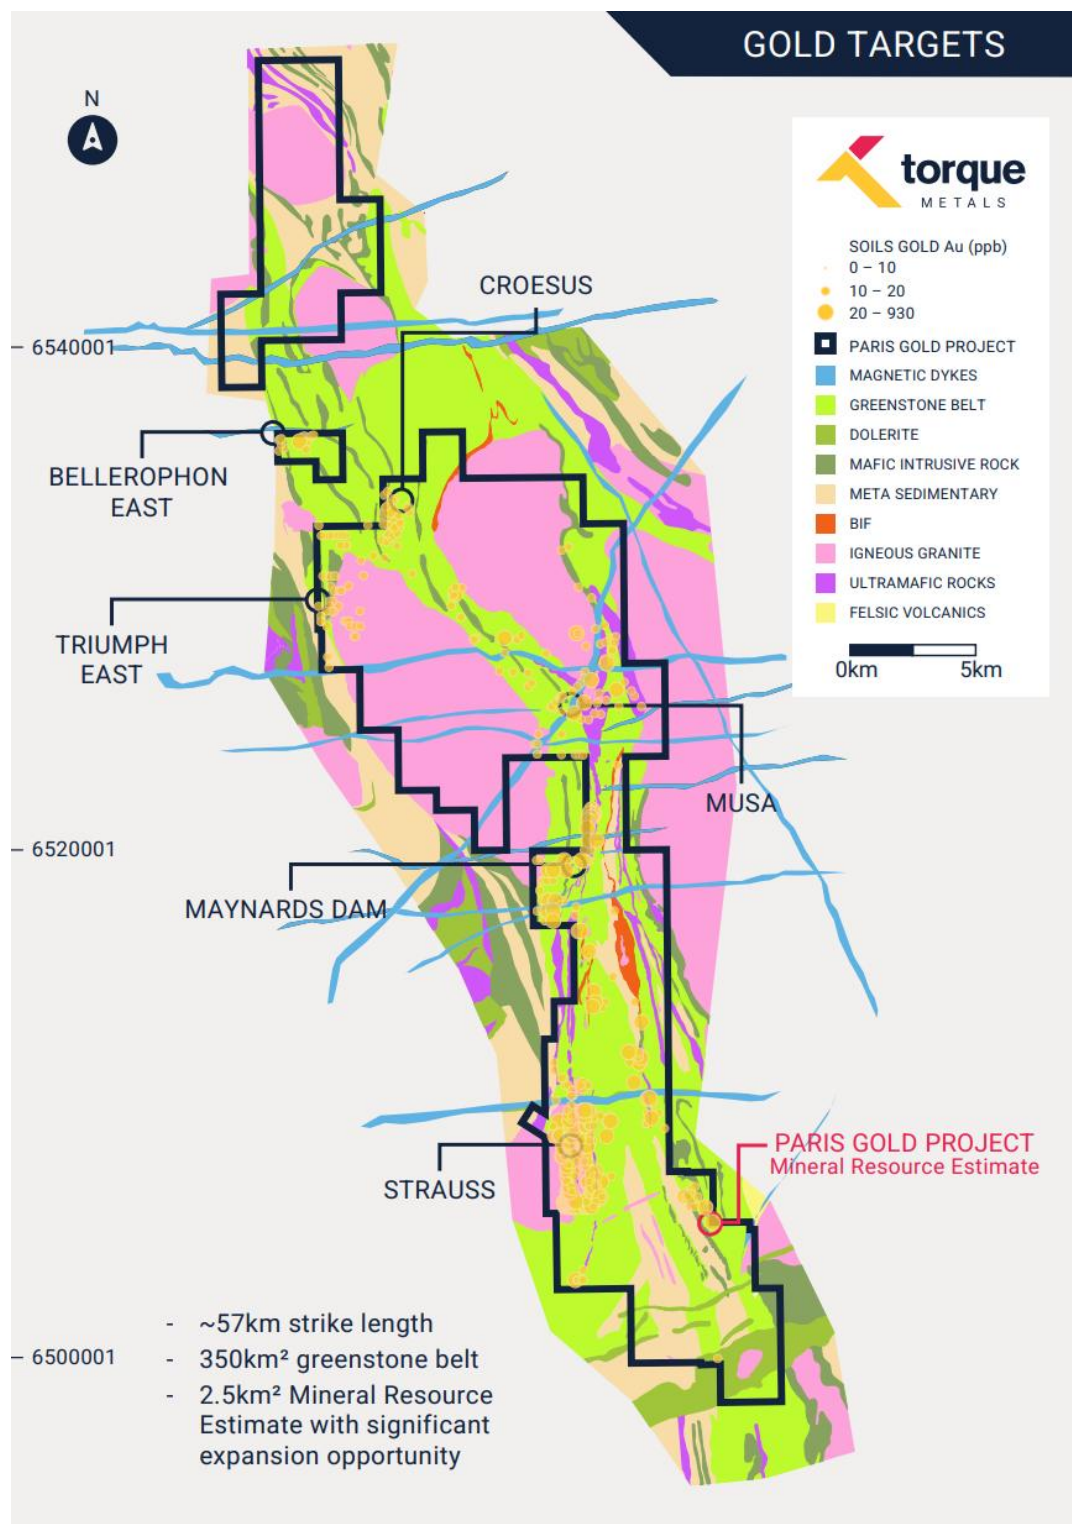 GOLD TARGETS
N
torque
METALS
SOILS GOLD Au (ppb)
0 – 10
10 – 20
20 – 930
PARIS GOLD PROJECT
MAGNETIC DYKES
GREENSTONE BELT
DOLERITE
MAFIC INTRUSIVE ROCK
META SEDIMENTARY
BIF
IGNEOUS GRANITE
ULTRAMAFIC ROCKS
FELSIC VOLCANICS
0km 5km
CROESUS
6540001
BELLEROPHON
EAST
TRIUMPH
EAST
MUSA
6520001
MAYNARDS DAM
STRAUSS
PARIS GOLD PROJECT
Mineral Resource Estimate
6500001
- ~57km strike length
- 350km² greenstone belt
- 2.5km² Mineral Resource
Estimate with significant
expansion opportunity